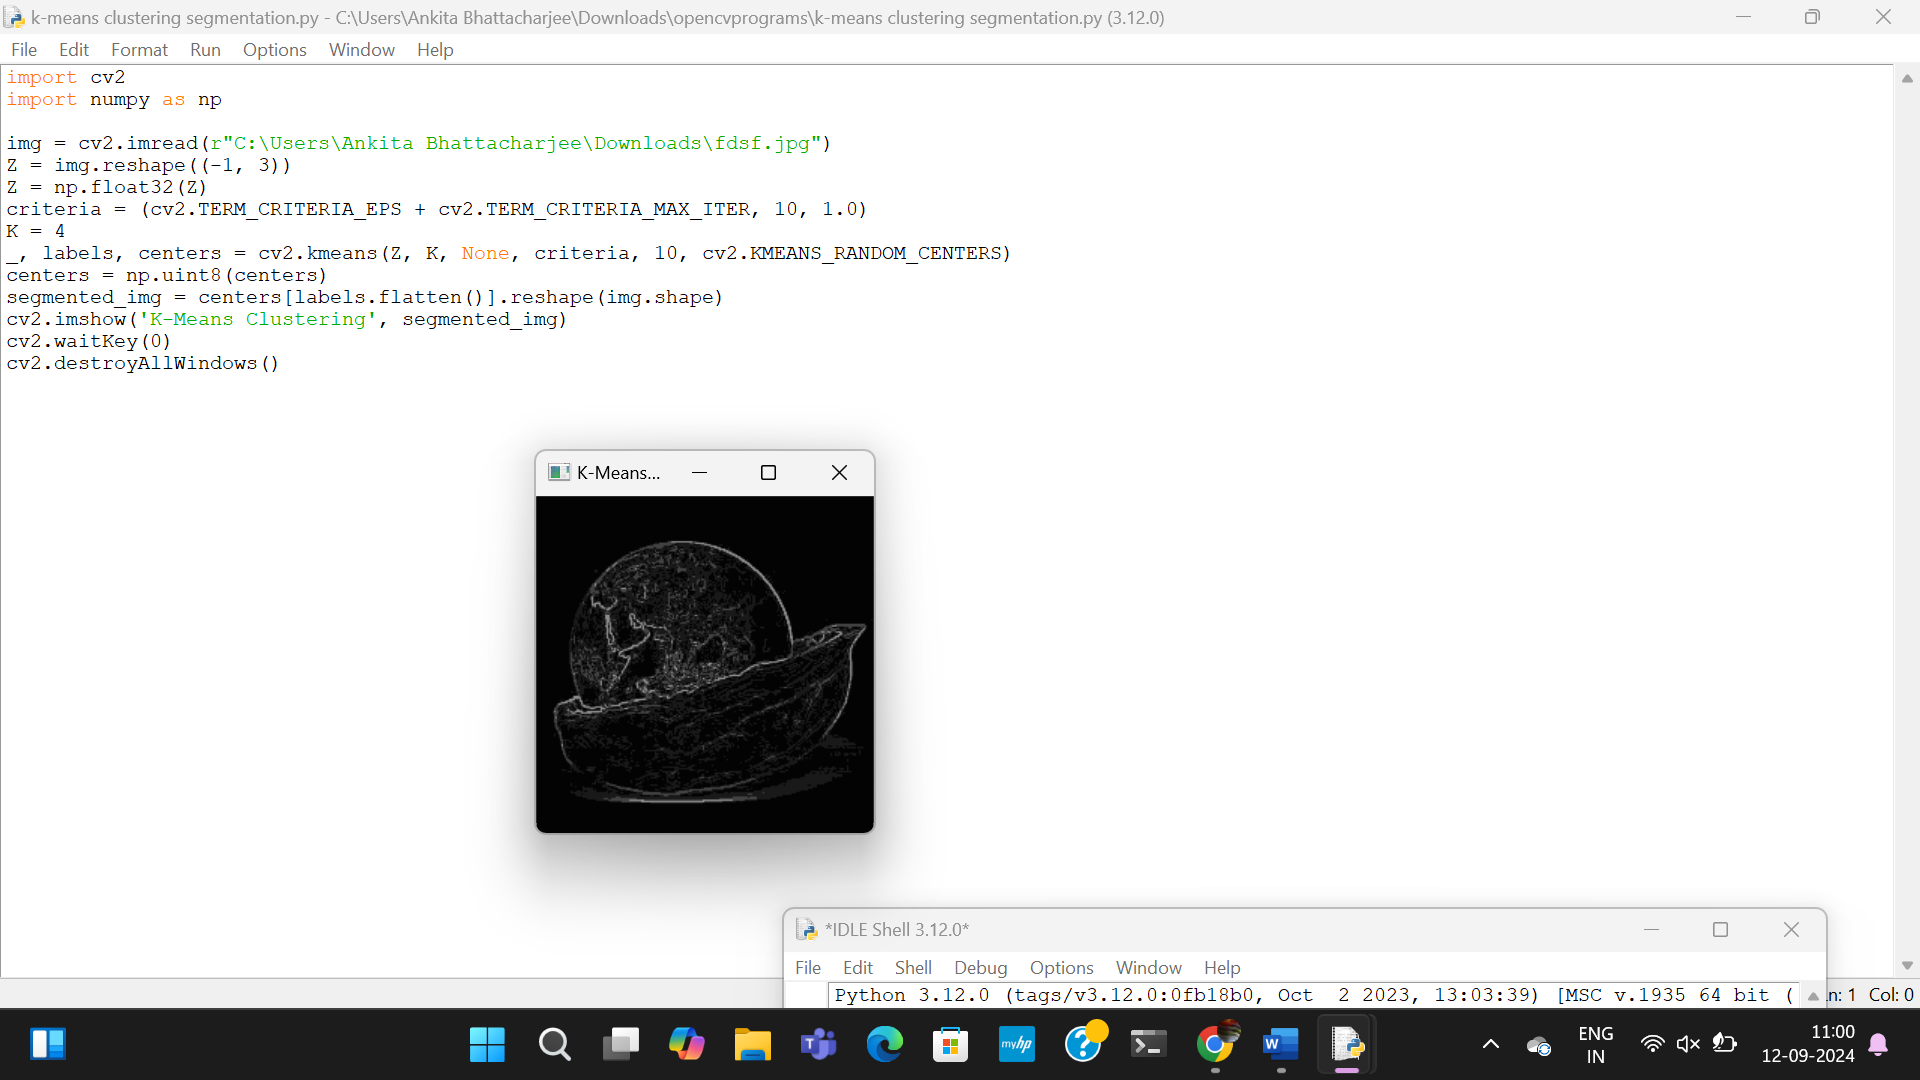 k-means clustering segmentation.py - C:\Users\Ankita Bhattacharjee\Downloads\opencvprograms\k-means clustering segmentation.py (3.12.0)
File Edit Format Run Options Window Help
import cv2
import numpy as np
img = cv2.imread(r"C:\Users\Ankita Bhattacharjee\Downloads\fdsf.jpg")
Z = img.reshape((-1, 3))
Z = np.float32(Z)
criteria = (cv2.TERM_CRITERIA_EPS + cv2.TERM_CRITERIA_MAX_ITER, 10, 1.0)
K = 4
_, labels, centers = cv2.kmeans(Z, K, None, criteria, 10, cv2.KMEANS_RANDOM_CENTERS)
centers = np.uint8(centers)
segmented_img = centers[labels.flatten()].reshape(img.shape)
cv2.imshow('K-Means Clustering', segmented_img)
cv2.waitKey(0)
cv2.destroyAllWindows()
K-Means...
*IDLE Shell 3.12.0*
File Edit Shell Debug Options Window Help
Python 3.12.0 (tags/v3.12.0:0fb18b0, Oct  2 2023, 13:03:39) [MSC v.1935 64 bit (
n: 1 Col: 0
myhp
ENG
IN
11:00
12-09-2024